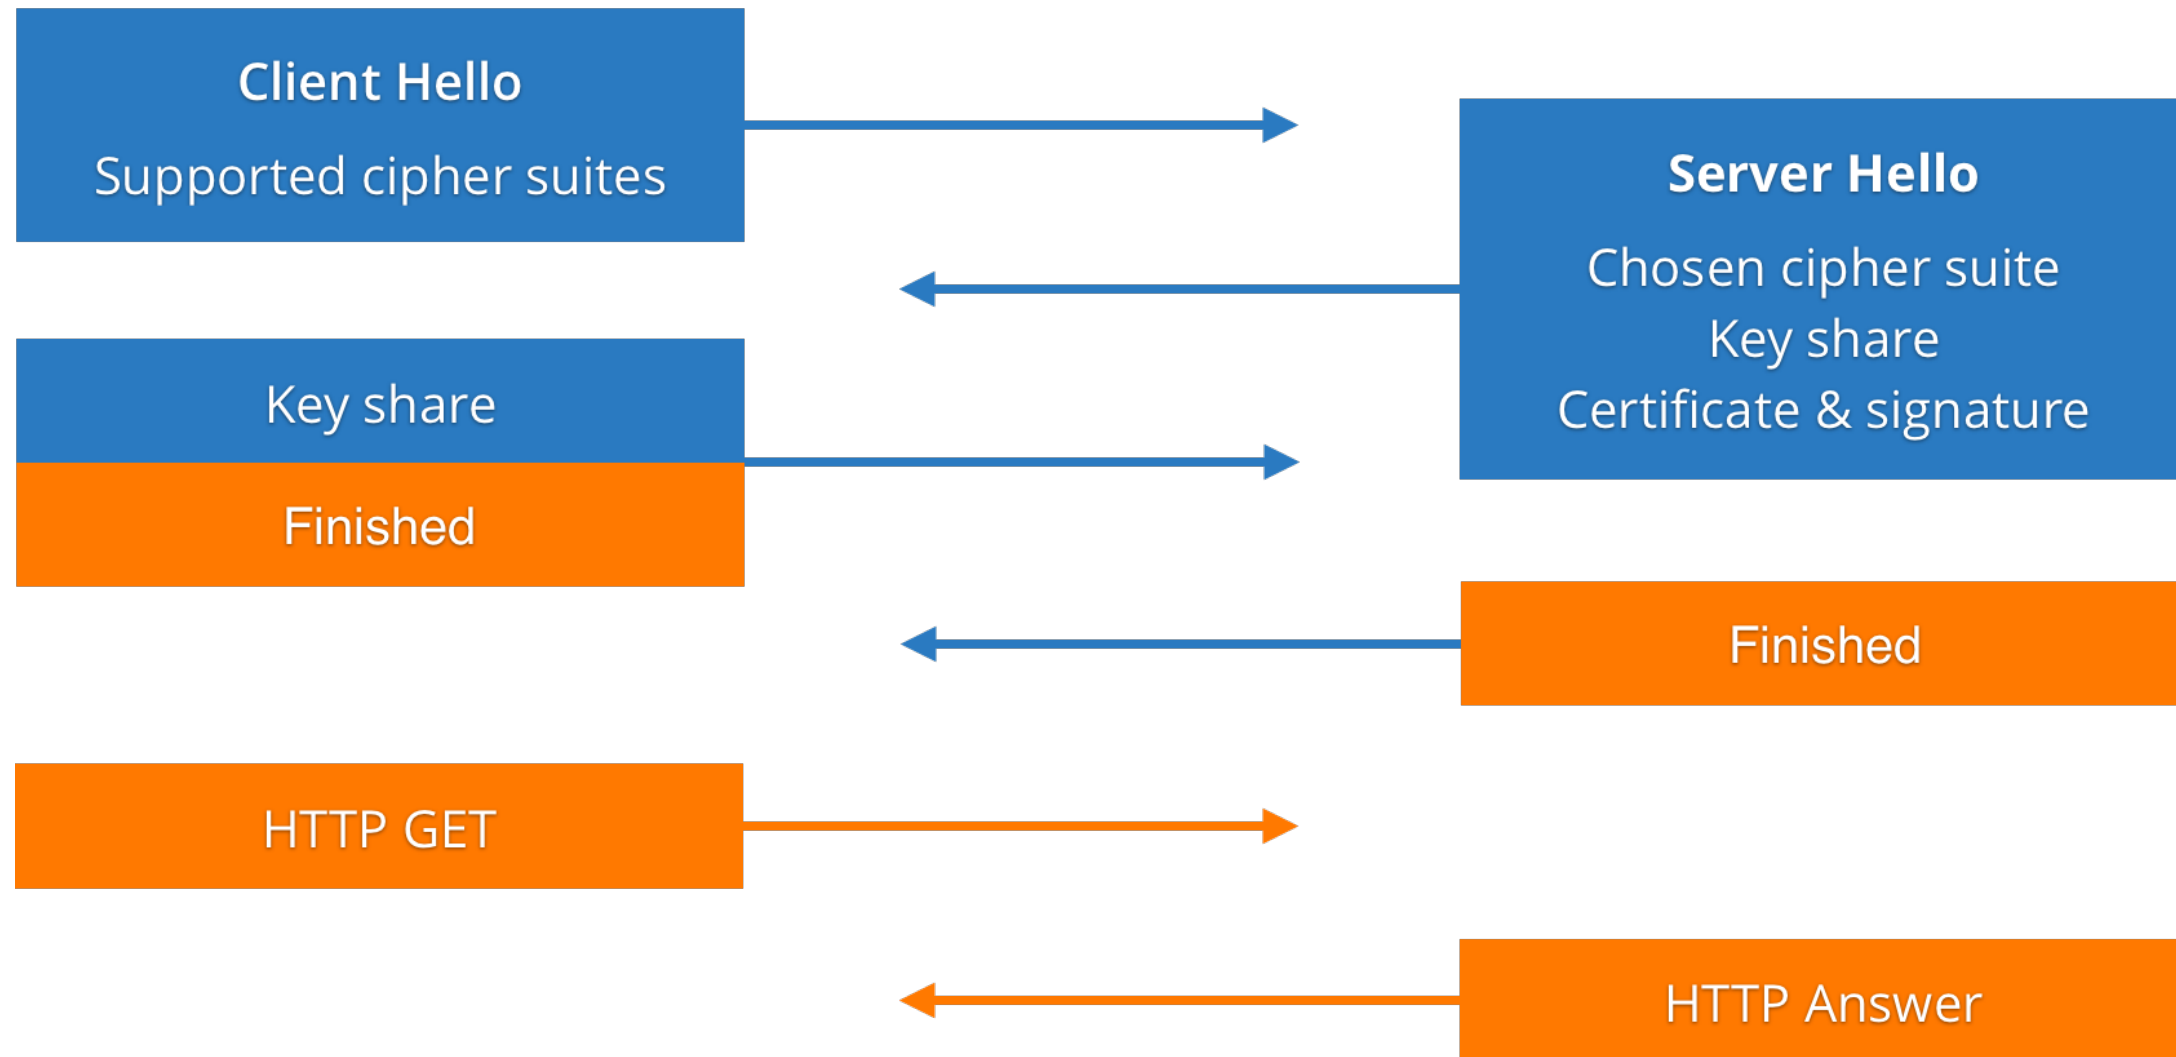 Client Hello
Supported cipher suites
Server Hello
Chosen cipher suite
Key share
Certificate & signature
Key share
Finished
Finished
HTTP GET
HTTP Answer